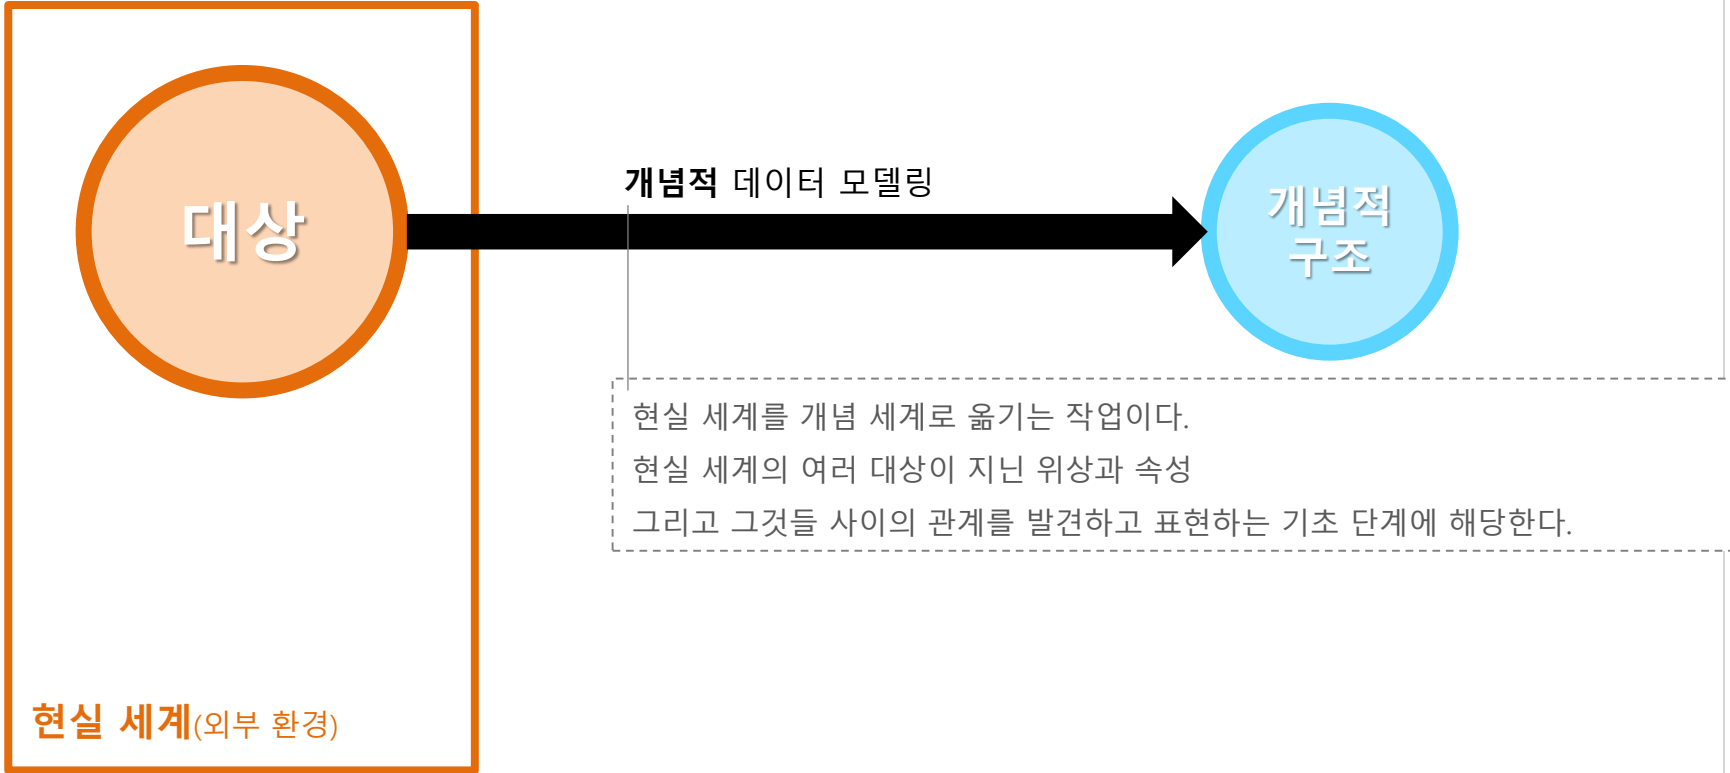 대상
개념적 데이터 모델링
개념적
구조
현실 세계를 개념 세계로 옮기는 작업이다.
현실 세계의 여러 대상이 지닌 위상과 속성
그리고 그것들 사이의 관계를 발견하고 표현하는 기초 단계에 해당한다.
현실 세계(외부 환경)